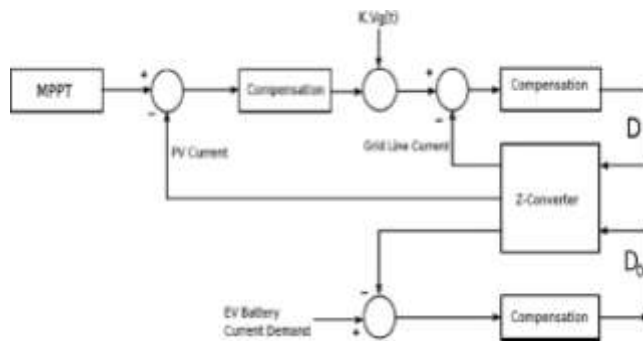 K.Vg(t)
MPPT
+
−
Compensation
+
−
Compensation
D
PV Current
Grid Line Current
Z-Converter
D0
−
EV Battery
Current Demand
+
Compensation